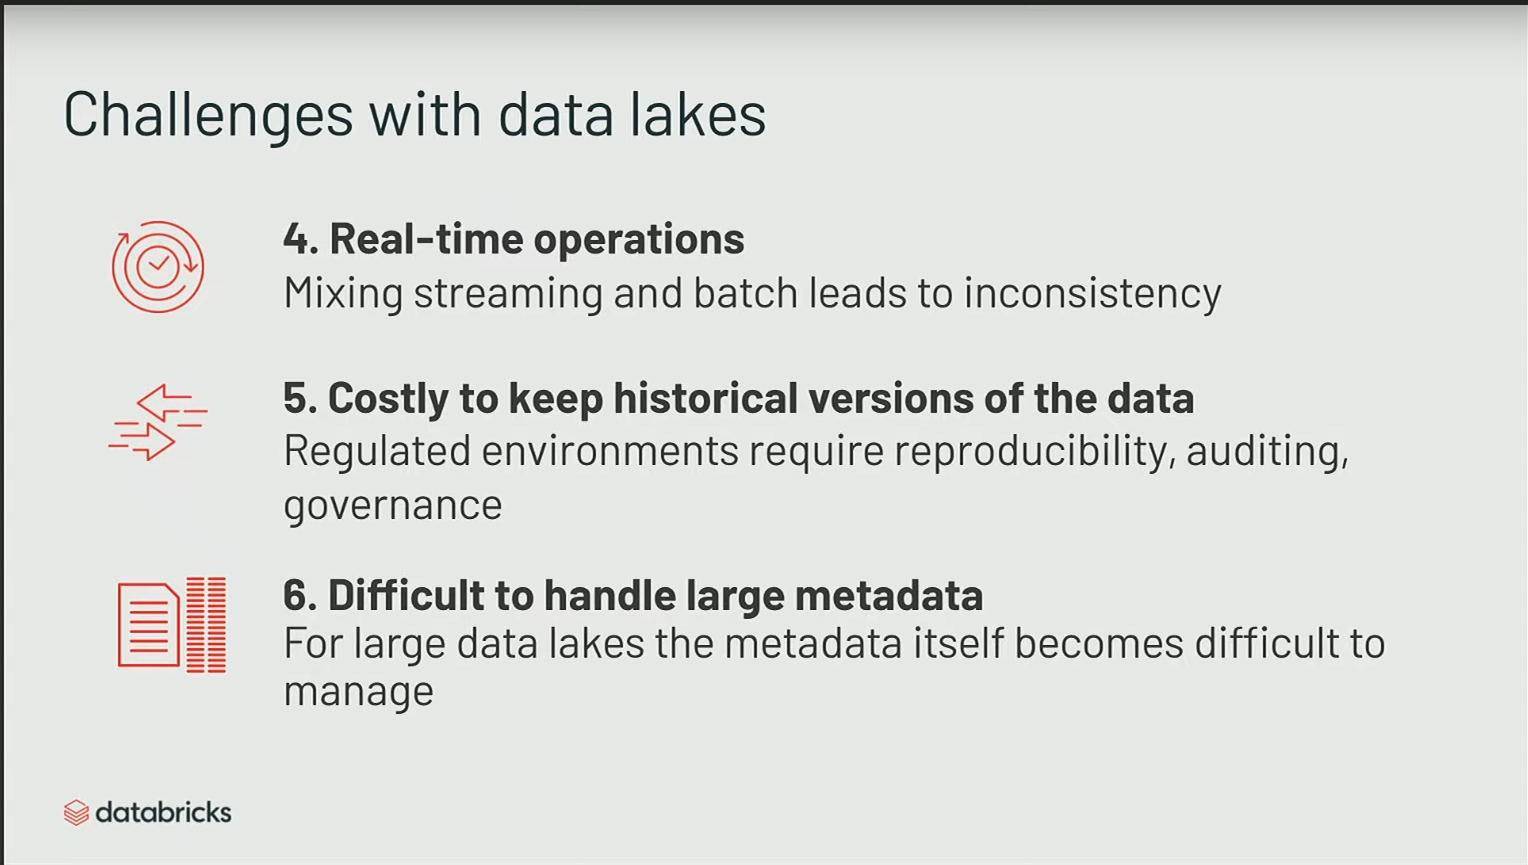 Challenges with data lakes
4. Real-time operations
Mixing streaming and batch leads to inconsistency
5. Costly to keep historical versions of the data
Regulated environments require reproducibility, auditing,
governance
6. Difficult to handle large metadata
For large data lakes the metadata itself becomes difficult to
manage
databricks